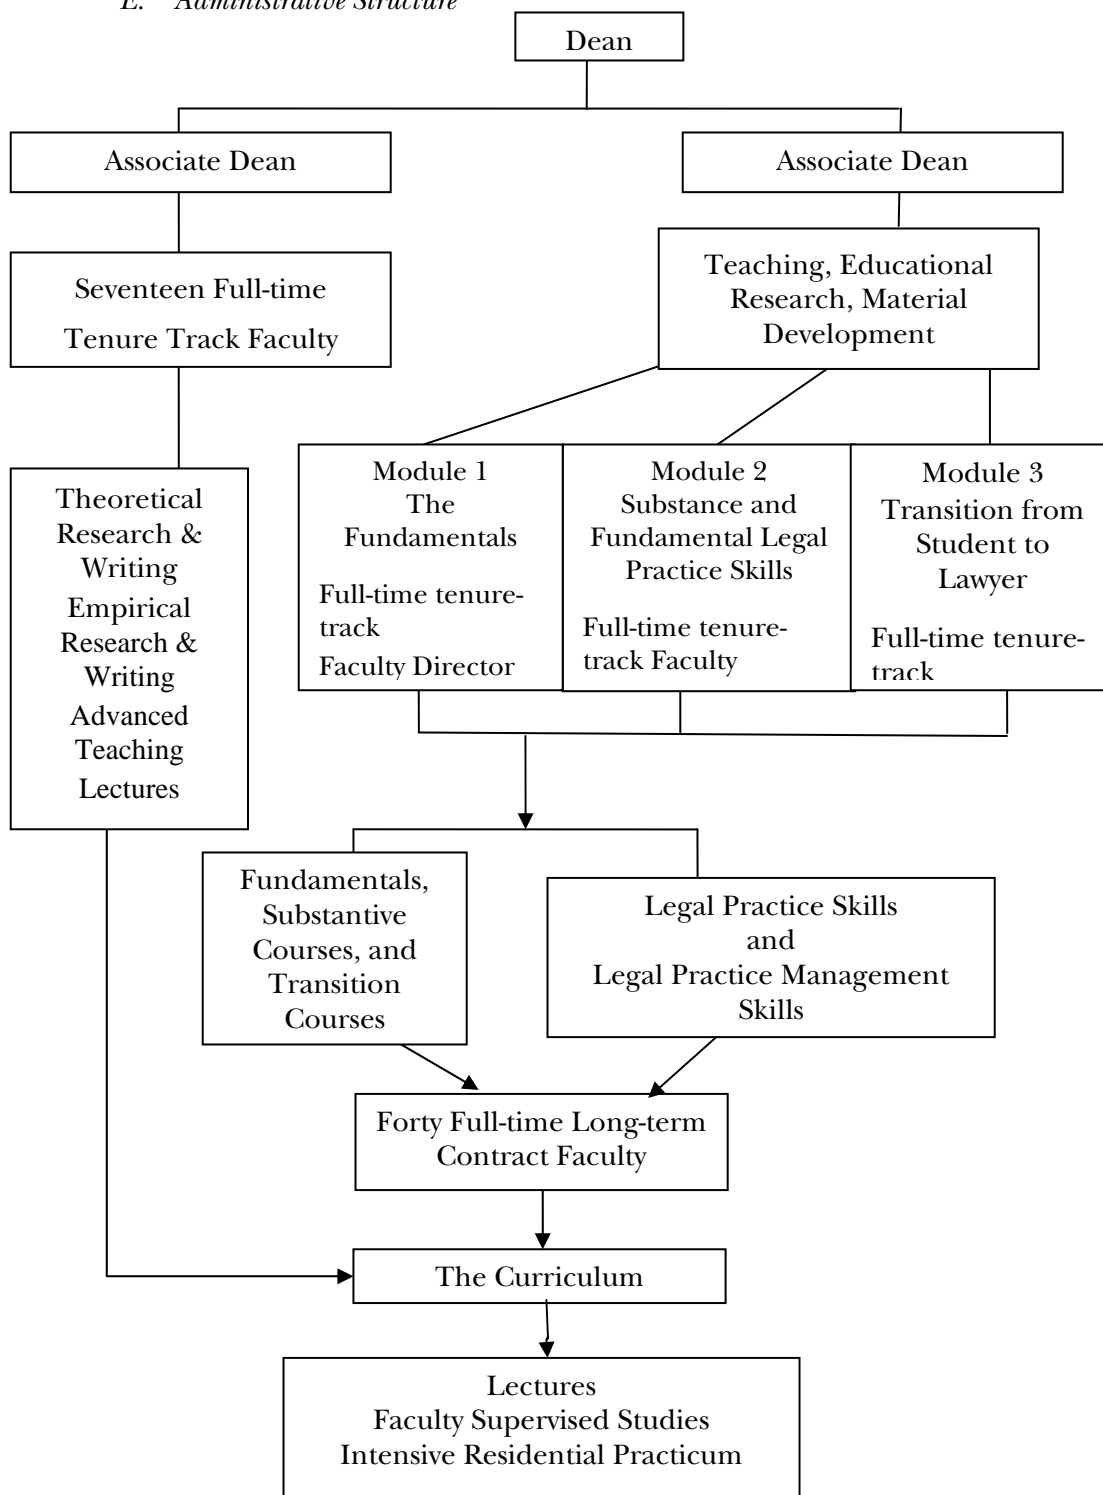 E. Administrative Structure
Dean
Associate Dean
Associate Dean
Seventeen Full-time
Tenure Track Faculty
Teaching, Educational
Research, Material
Development
Theoretical
Research &
Writing
Empirical
Research &
Writing
Advanced
Teaching
Lectures
Module 1
The
Fundamentals
Full-time tenure-
track
Faculty Director
Module 2
Substance and
Fundamental Legal
Practice Skills
Full-time tenure-
track Faculty
Module 3
Transition from
Student to
Lawyer
Full-time tenure-
track
Fundamentals,
Substantive
Courses, and
Transition
Courses
Legal Practice Skills
and
Legal Practice Management
Skills
Forty Full-time Long-term
Contract Faculty
The Curriculum
Lectures
Faculty Supervised Studies
Intensive Residential Practicum